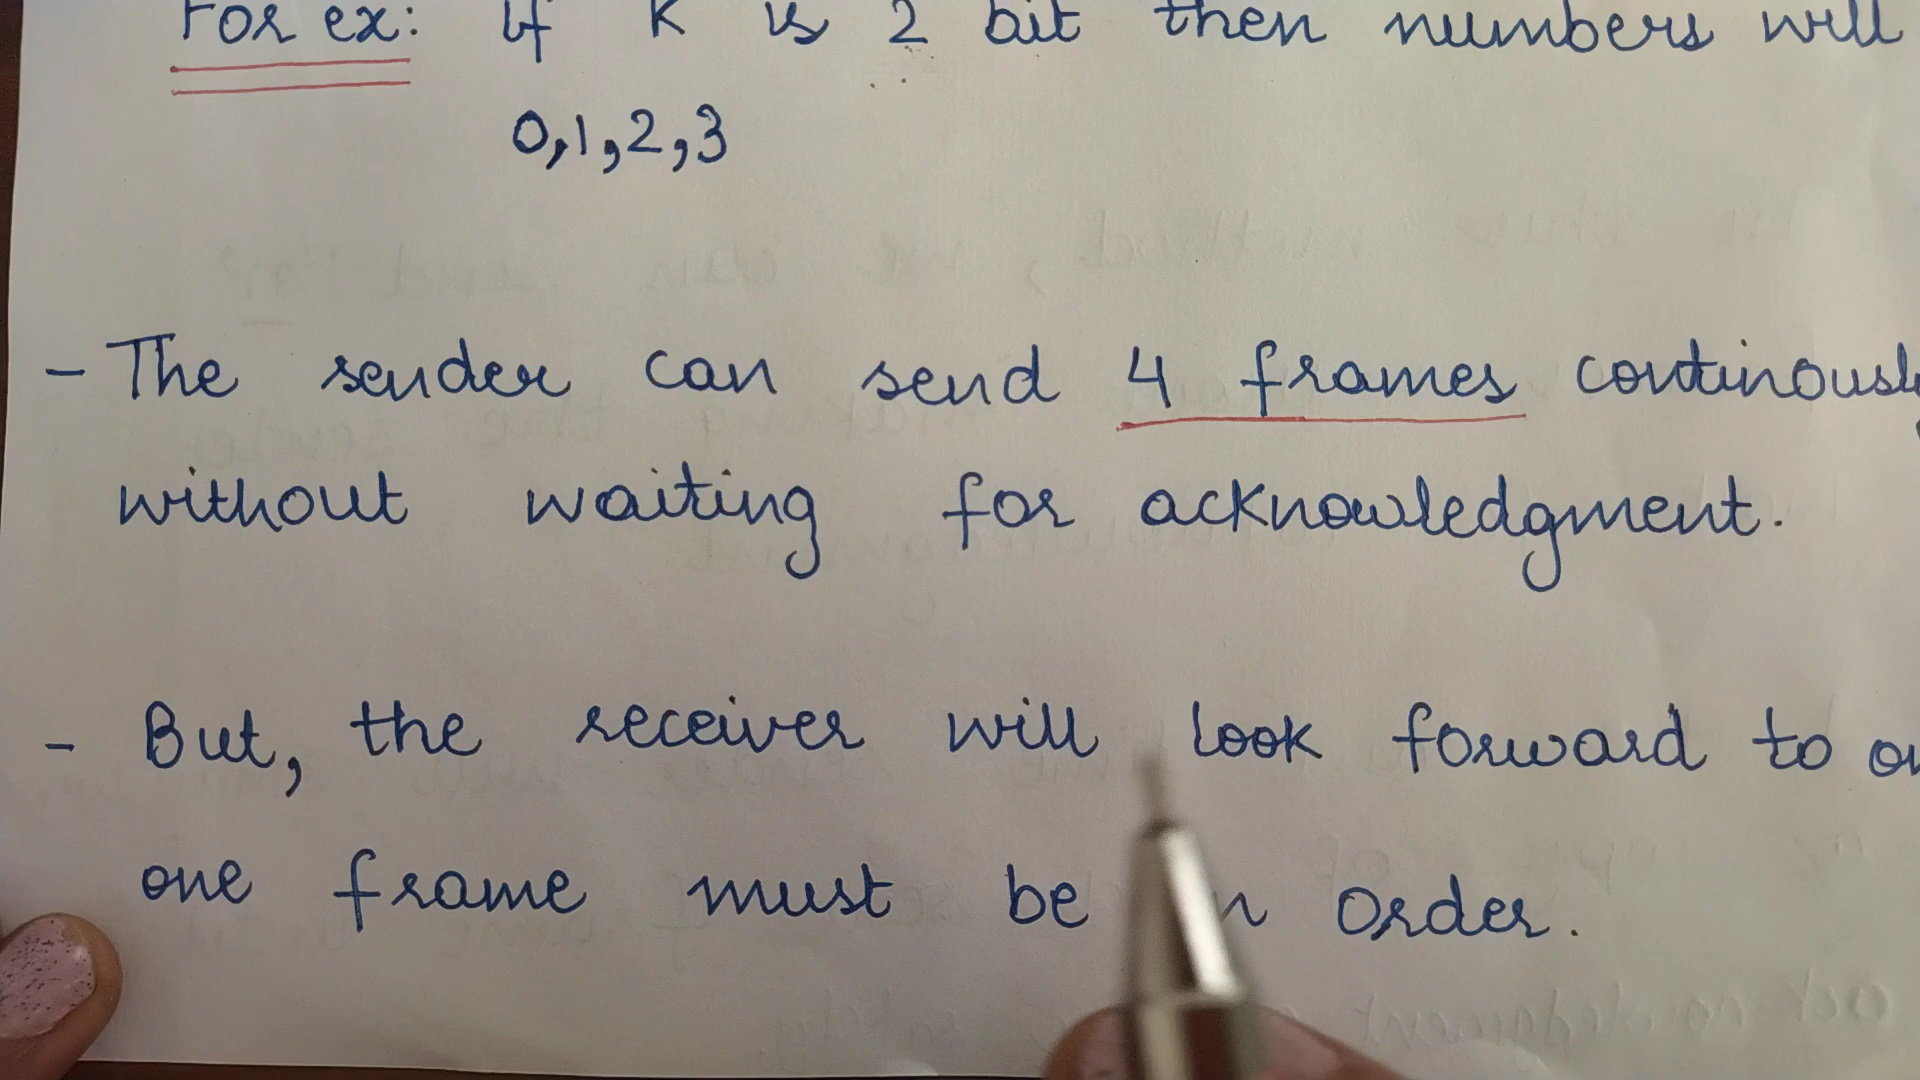 For ex: If K is 2 bit then numbers will
0,1,2,3
- The sender can send 4 frames continously
without waiting for acknowledgment.
- But, the receiver will look forward to
one frame must be order.